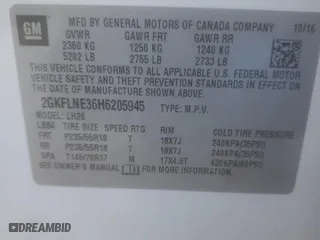 GM
MFD BY GENERAL MOTORS OF CANADA COMPANY 10/16
GVWR GAWR FRT GAWR RR
2360 KG 1250 KG 1240 KG
5202 LB 2755 LB 2733 LB
THIS VEHICLE CONFORMS TO ALL APPLICABLE U.S. FEDERAL MOTOR
VEHICLE SAFETY AND THEFT PREVENTION STANDARDS IN EFFECT
ON THE DATE OF MANUFACTURE SHOWN ABOVE.
2GKFLNE36H6205945 TYPE: M.P.V.
MODEL: LH26
TIRE SIZE SPEED RTG RIM COLD TIRE PRESSURE
FRT P235/55R18 T 18X7J 240KPA(35PSI)
RR P235/55R18 T 18X7J 240KPA(35PSI)
SPA T145/70R17 M 17X4.5T 420KPA(60PSI)
SEE OWNER'S MANUAL FOR MORE INFORMATION.
AUTOBIDMASTER